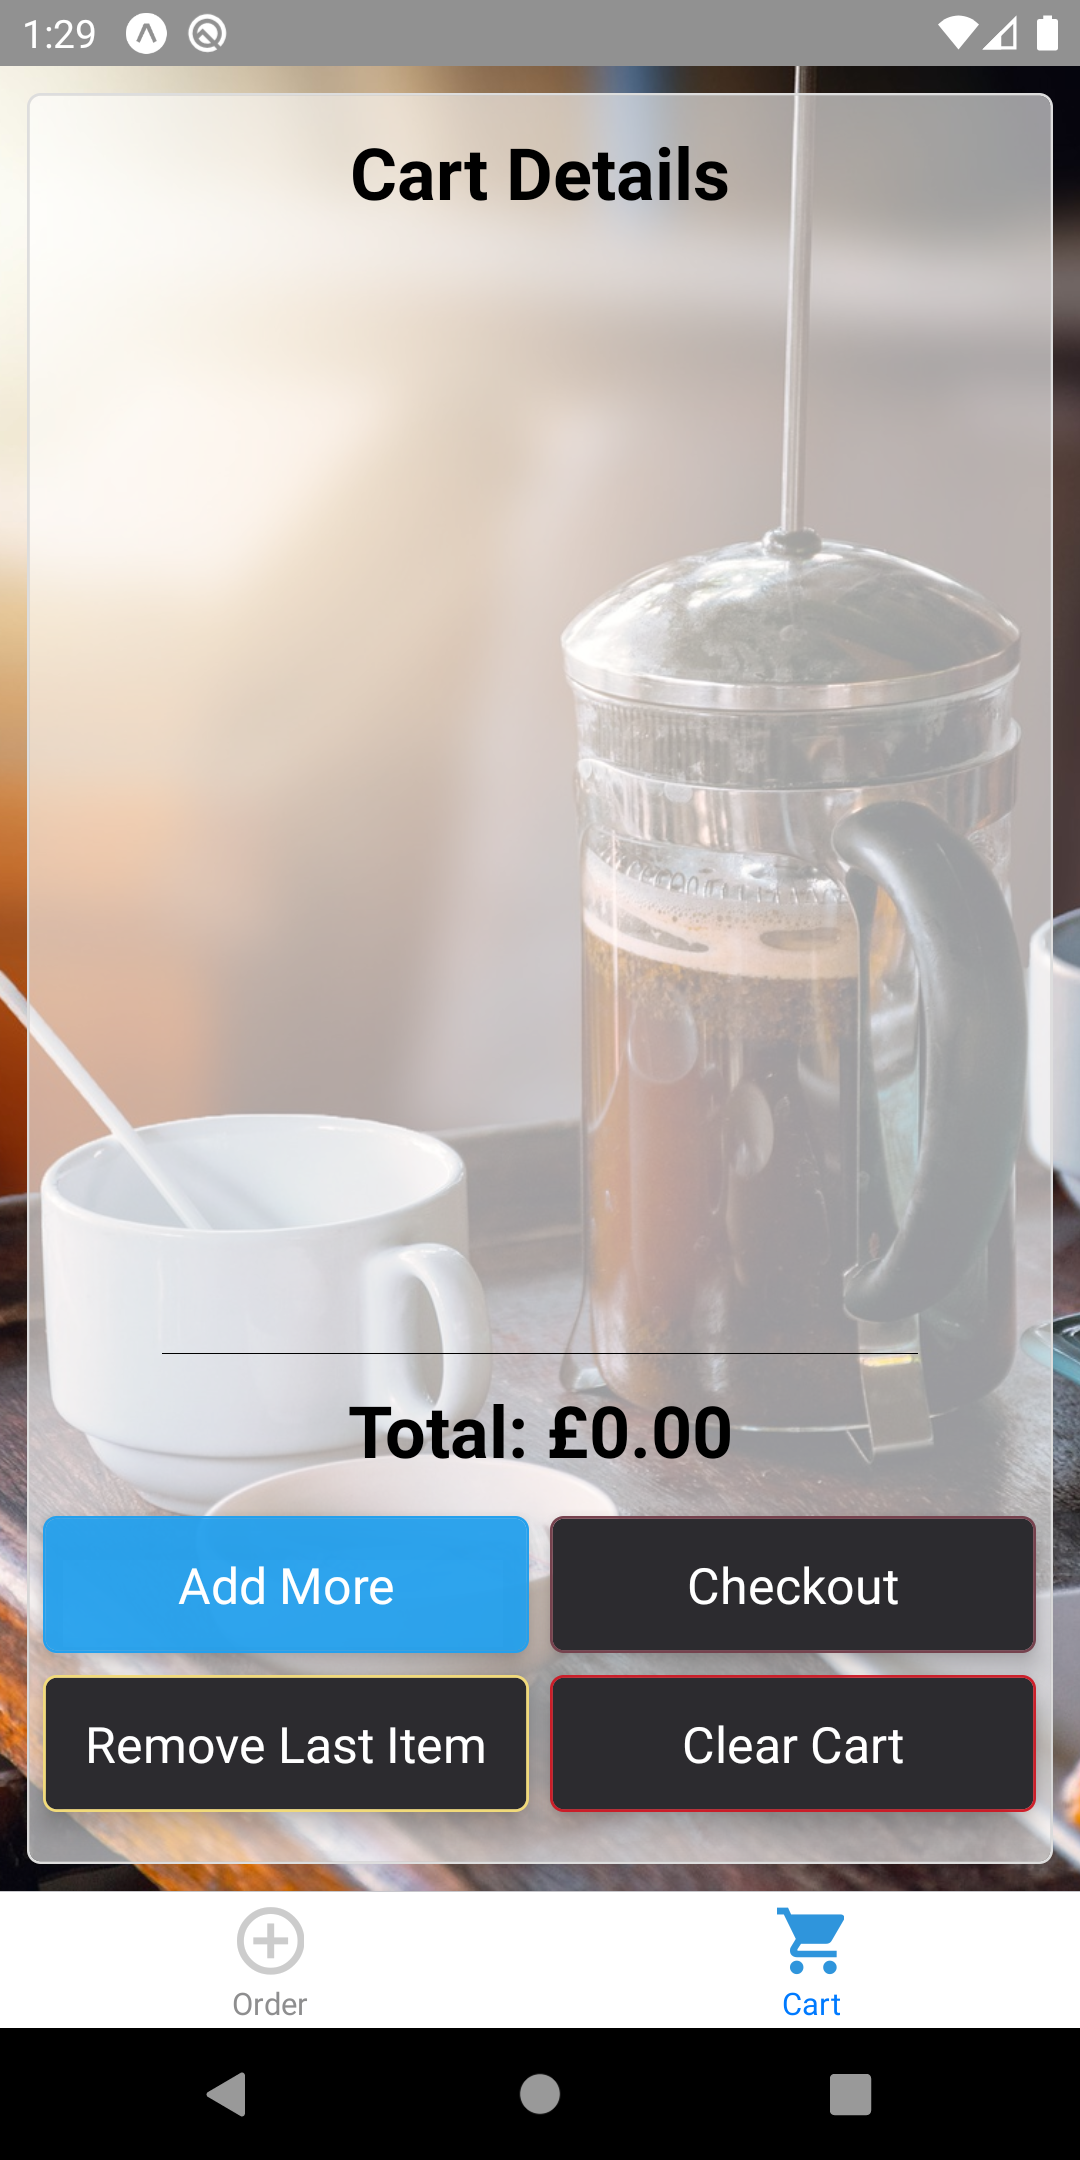 1:29
Cart Details
Total: £0.00
Add More
Checkout
Remove Last Item
Clear Cart
Order
Cart